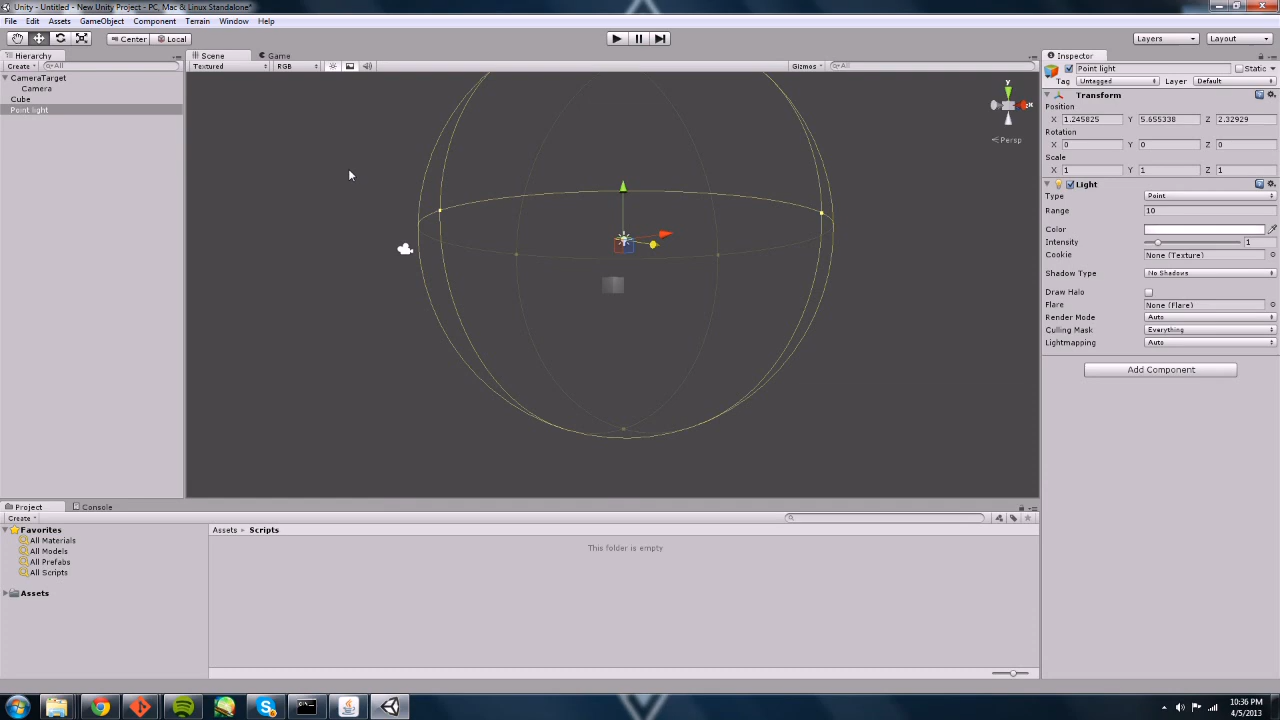 Unity - Untitled - New Unity Project - PC, Mac & Linux Standalone*
File Edit Assets GameObject Component Terrain Window Help
Center Local Layers Layout
Hierarchy
Create All
CameraTarget
Camera
Cube
Point light
Scene Game
Textured RGB Gizmos All
y
x
Persp
Inspector
Point light Static
Tag Untagged Layer Default
Transform
Position
X 1.245825 Y 5.655338 Z 2.32929
Rotation
X 0 Y 0 Z 0
Scale
X 1 Y 1 Z 1
Light
Type Point
Range 10
Color
Intensity 1
Cookie None (Texture)
Shadow Type No Shadows
Draw Halo
Flare None (Flare)
Render Mode Auto
Culling Mask Everything
Lightmapping Auto
Add Component
Project Console
Create
Favorites
All Materials
All Models
All Prefabs
All Scripts
Assets
Assets Scripts
This folder is empty
10:36 PM
4/5/2013